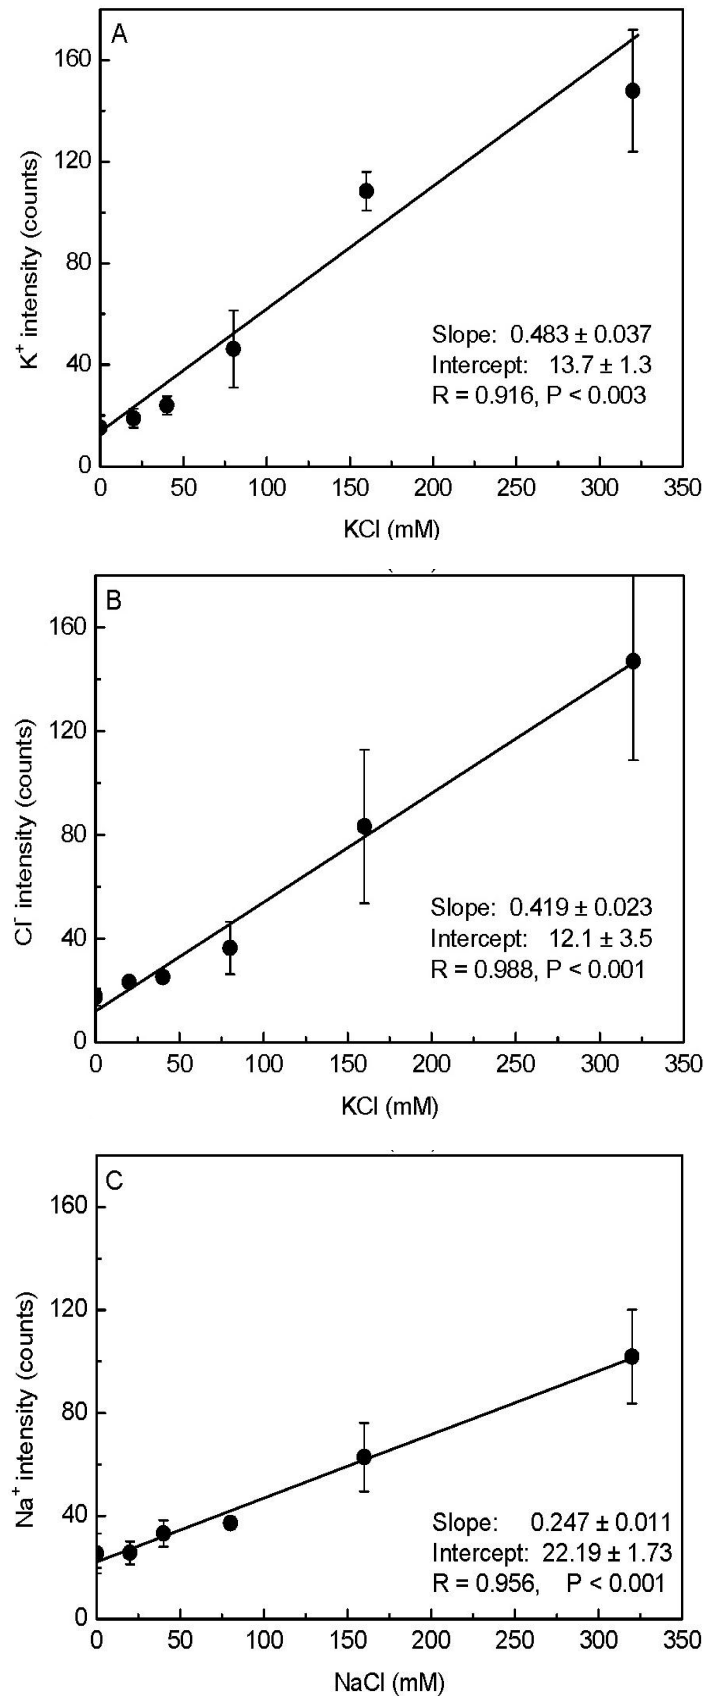 A
160
120
80
40
0
K⁺ intensity (counts)
Slope: 0.483 ± 0.037
Intercept: 13.7 ± 1.3
R = 0.916, P < 0.003
0 50 100 150 200 250 300 350
KCl (mM)
B
160
120
80
40
0
Cl⁻ intensity (counts)
Slope: 0.419 ± 0.023
Intercept: 12.1 ± 3.5
R = 0.988, P < 0.001
0 50 100 150 200 250 300 350
KCl (mM)
C
160
120
80
40
0
Na⁺ intensity (counts)
Slope: 0.247 ± 0.011
Intercept: 22.19 ± 1.73
R = 0.956, P < 0.001
0 50 100 150 200 250 300 350
NaCl (mM)